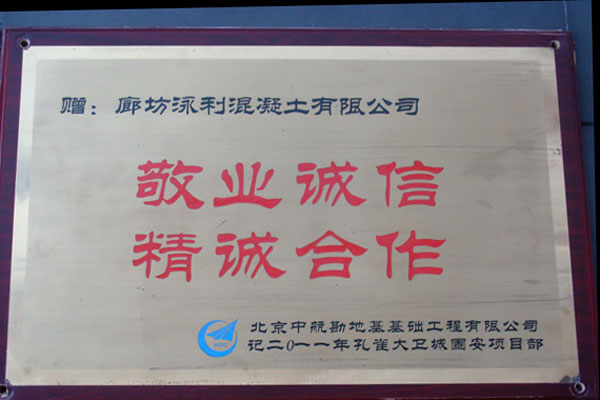 赠：廊坊泳利混凝土有限公司
敬业诚信
精诚合作
AVIC
北京中航勘地基基础工程有限公司
记二0一一年孔雀大卫城固安项目部